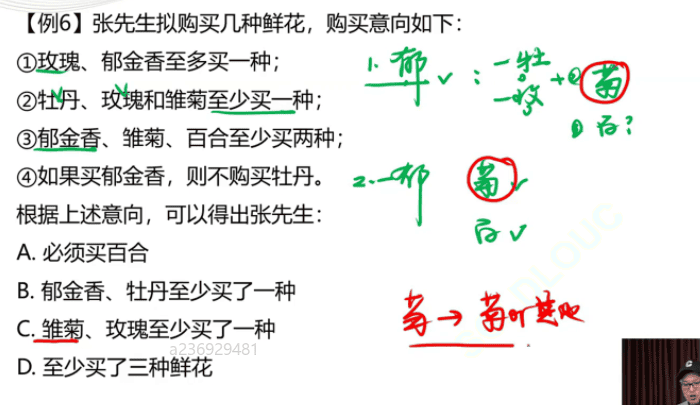 【例6】张先生拟购买几种鲜花，购买意向如下：
①玫瑰、郁金香至多买一种；
②牡丹、玫瑰和雏菊至少买一种；
③郁金香、雏菊、百合至少买两种；
④如果买郁金香，则不购买牡丹。
根据上述意向，可以得出张先生：
A. 必须买百合
B. 郁金香、牡丹至少买了一种
C. 雏菊、玫瑰至少买了一种
D. 至少买了三种鲜花
1. 郁 ✓ ： 一牡
一玫
+ ② 菊
① 百？
2. 一郁 菊 ✓
百 ✓
菊 → 菊or其他
a236929481